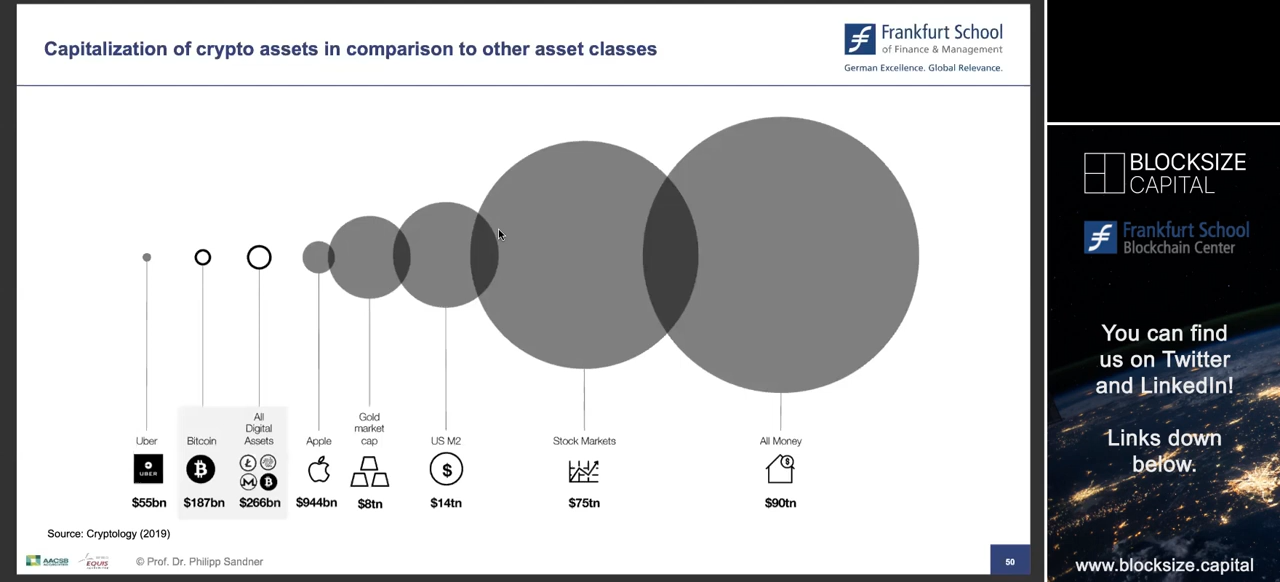 Capitalization of crypto assets in comparison to other asset classes
Frankfurt School
of Finance & Management
German Excellence. Global Relevance.
Uber
Bitcoin
All
Digital
Assets
Apple
Gold
market
cap
US M2
Stock Markets
All Money
UBER
$55bn
$187bn
$266bn
$944bn
$8tn
$14tn
$75tn
$90tn
Source: Cryptology (2019)
AACSB
EQUIS
© Prof. Dr. Philipp Sandner
50
BLOCKSIZE
CAPITAL
Frankfurt School
Blockchain Center
You can find
us on Twitter
and LinkedIn!
Links down
below.
www.blocksize.capital